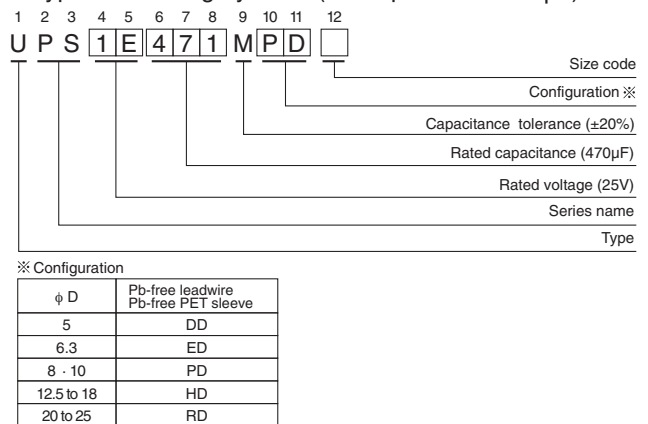 1 2 3 4 5 6 7 8 9 10 11 12
U P S 1 E 4 7 1 M P D
Size code
Configuration ※
Capacitance tolerance (±20%)
Rated capacitance (470µF)
Rated voltage (25V)
Series name
Type
※ Configuration
ϕ D Pb-free leadwire
Pb-free PET sleeve
5 DD
6.3 ED
8 · 10 PD
12.5 to 18 HD
20 to 25 RD